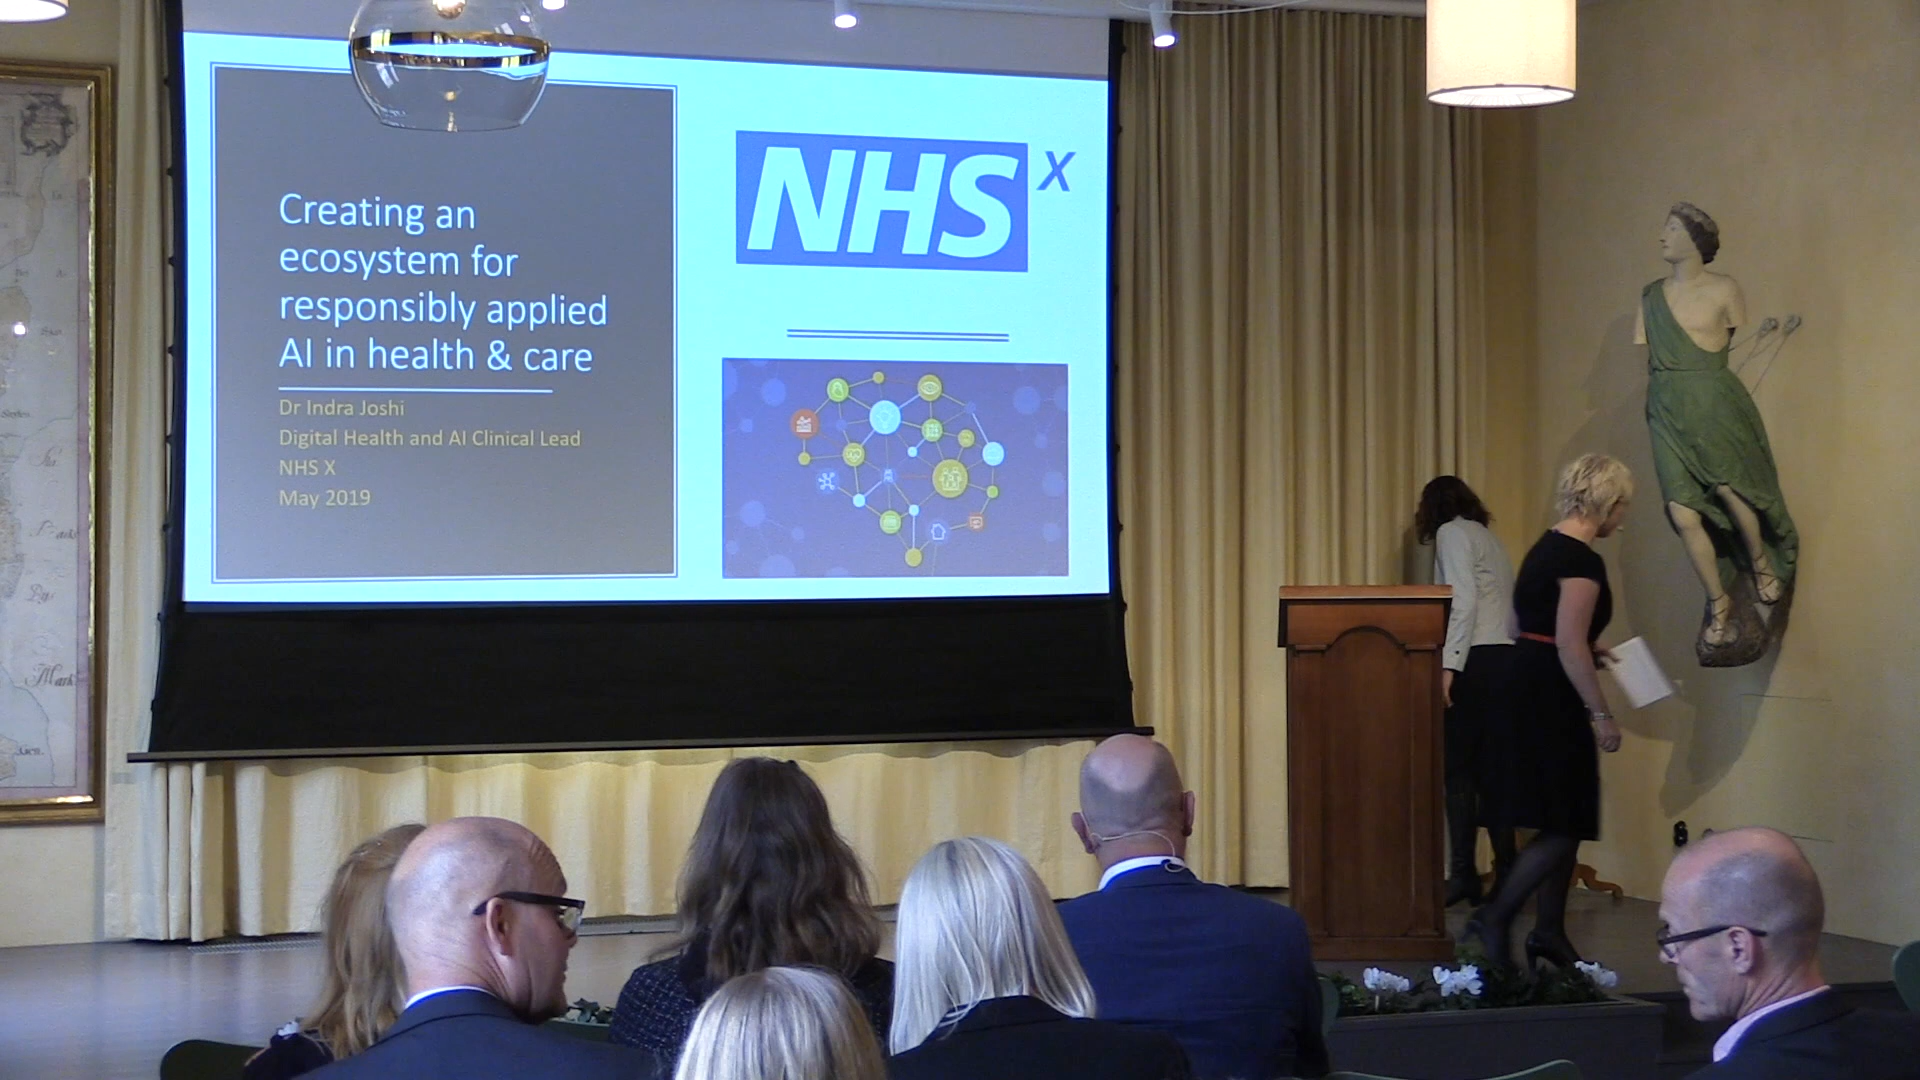 Creating an
ecosystem for
responsibly applied
AI in health & care
Dr Indra Joshi
Digital Health and AI Clinical Lead
NHS X
May 2019
NHS X